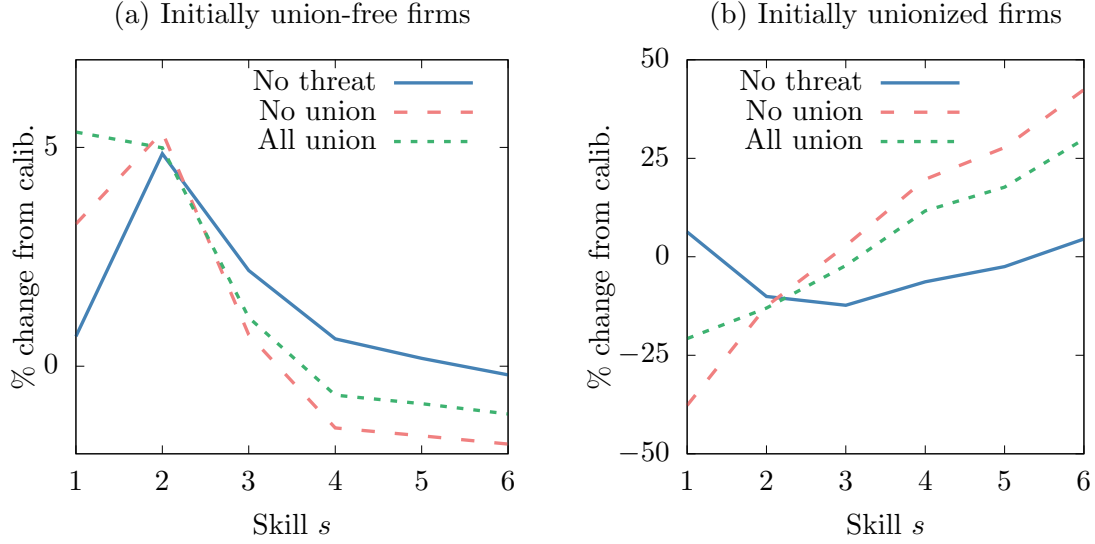 (a) Initially union-free firms
% change from calib.
5
0
No threat
No union
All union
1 2 3 4 5 6
Skill s
(b) Initially unionized firms
% change from calib.
50
25
0
−25
−50
No threat
No union
All union
1 2 3 4 5 6
Skill s